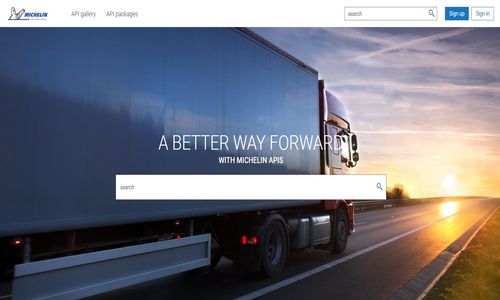 MICHELIN
API gallery
API packages
search
Sign up
Sign in
A BETTER WAY FORWARD
WITH MICHELIN APIS
search